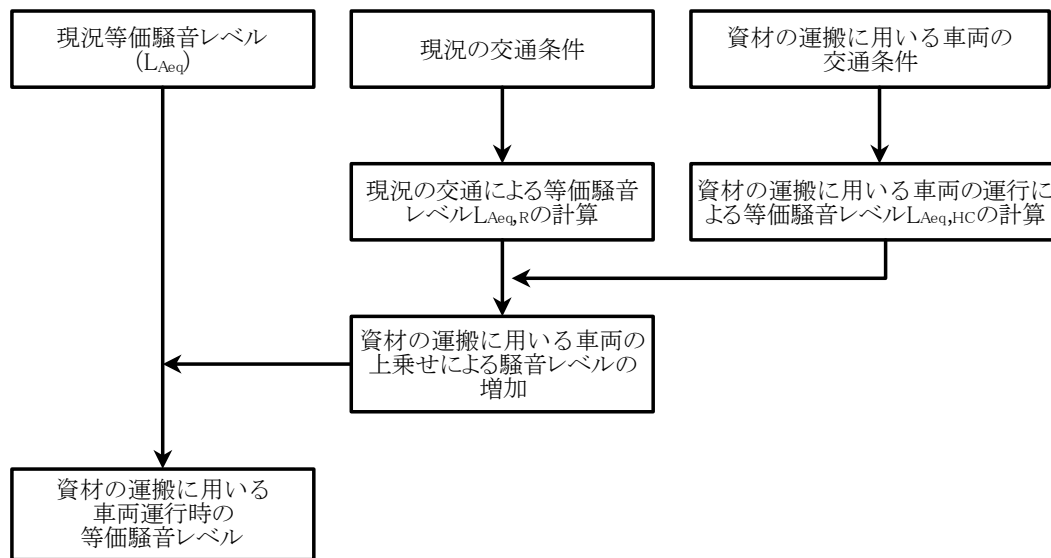 現況等価騒音レベル
(LAeq)
現況の交通条件
資材の運搬に用いる車両の
交通条件
現況の交通による等価騒音
レベルLAeq,Rの計算
資材の運搬に用いる車両の運行に
よる等価騒音レベルLAeq,HCの計算
資材の運搬に用いる車両の
上乗せによる騒音レベルの
増加
資材の運搬に用いる
車両運行時の
等価騒音レベル